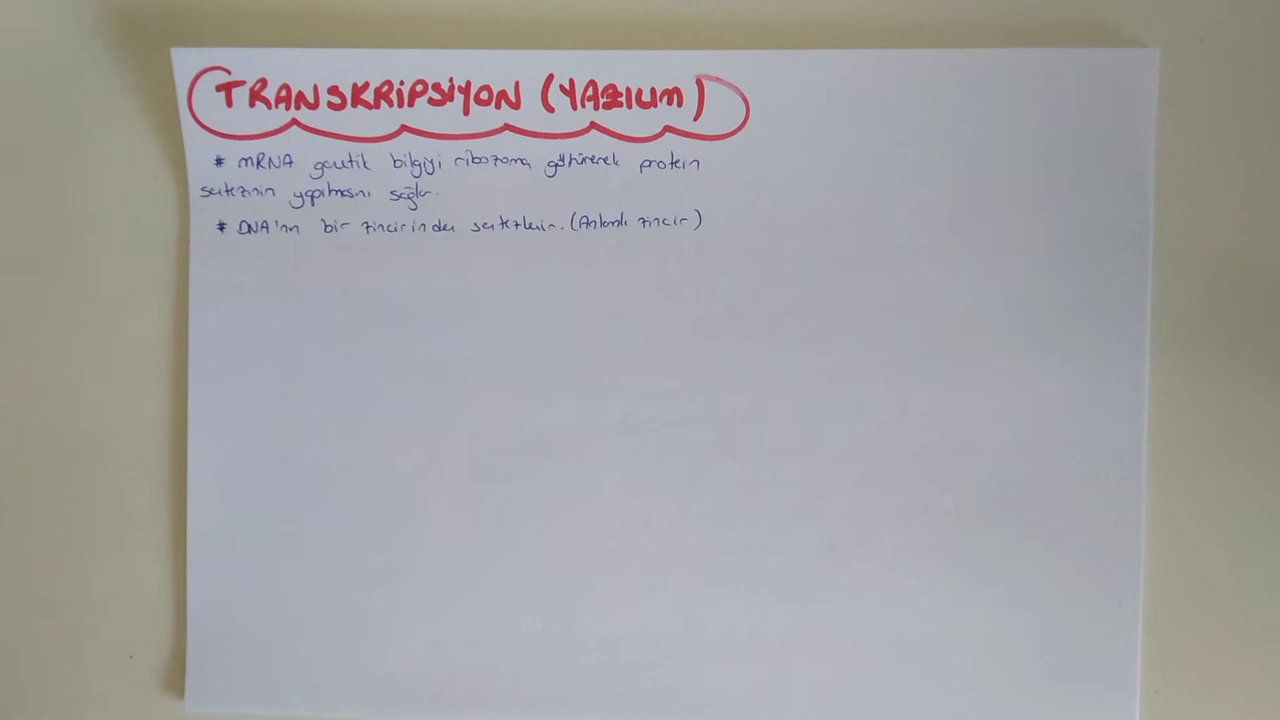 TRANSKRİPSİYON (YAZILIM)
* mRNA genetik bilgiyi ribozoma götürerek protein
sentezinin yapılmasını sağlar.
* DNA'nın bir zincirinden sentezlenir. (Anlamlı zincir)